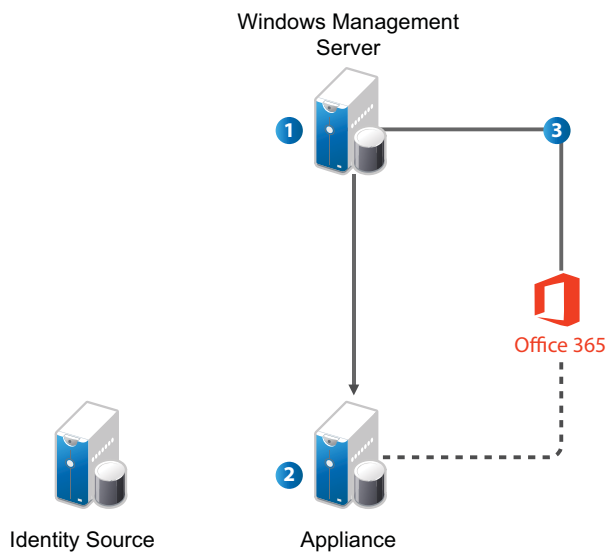 Windows Management
Server
1
3
Office 365
2
Identity Source
Appliance